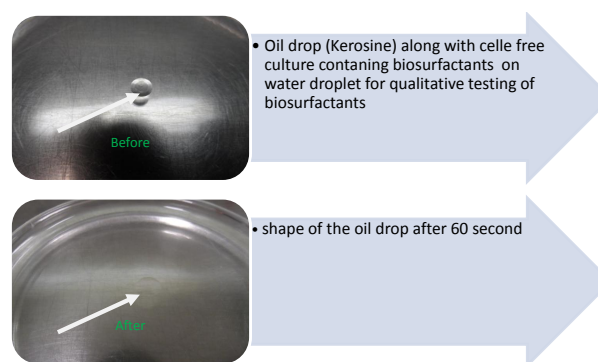 • Oil drop (Kerosine) along with celle free
culture contaning biosurfactants on
water droplet for qualitative testing of
biosurfactants
Before
• shape of the oil drop after 60 second
After